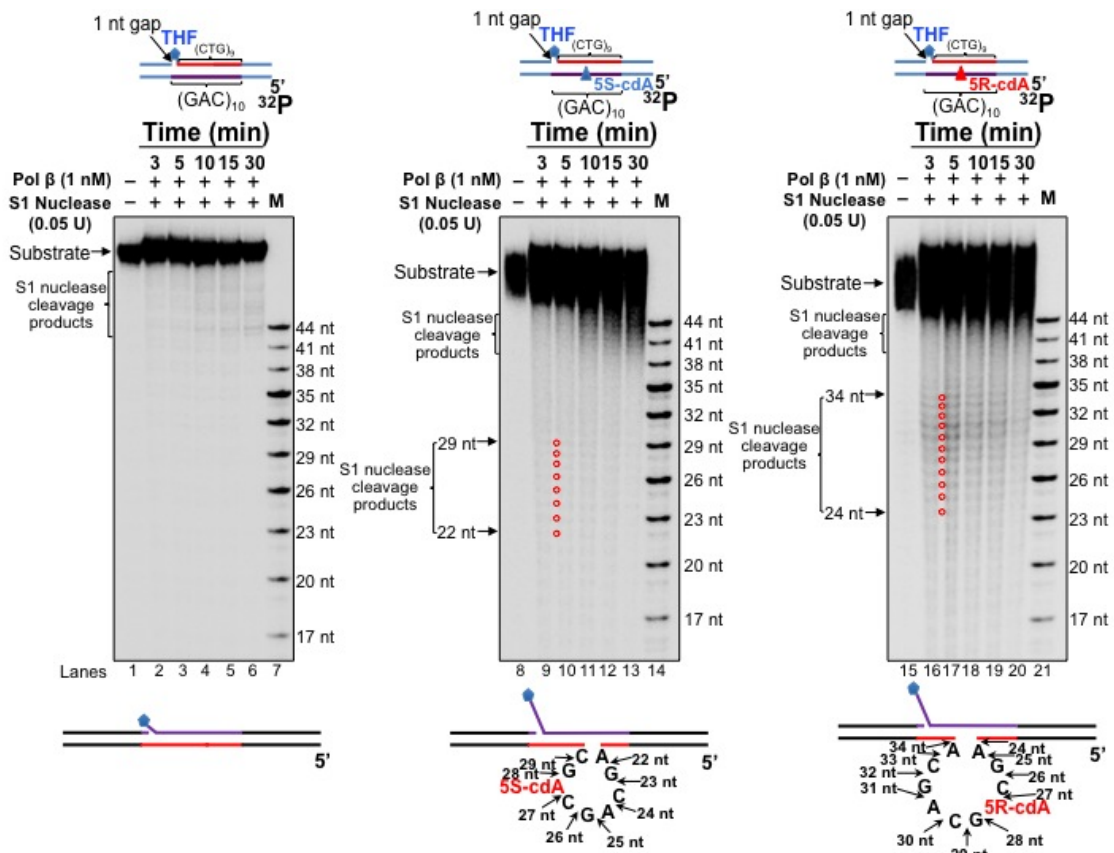 1 nt gap
THF
(CTG)9
(GAC)10
5'
32P
Time (min)
3 5 10 15 30
Pol β (1 nM) – + + + + +
S1 Nuclease – + + + + + M
(0.05 U)
Substrate
S1 nuclease
cleavage
products
44 nt
41 nt
38 nt
35 nt
32 nt
29 nt
26 nt
23 nt
20 nt
17 nt
Lanes 1 2 3 4 5 6 7
5'
1 nt gap
THF
(CTG)9
5S-cdA
5'
(GAC)10
32P
Time (min)
3 5 10 15 30
Pol β (1 nM) – + + + + +
S1 Nuclease – + + + + + M
(0.05 U)
Substrate
S1 nuclease
cleavage
products
29 nt
S1 nuclease
cleavage
products
22 nt
44 nt
41 nt
38 nt
35 nt
32 nt
29 nt
26 nt
23 nt
20 nt
17 nt
8 9 10 11 12 13 14
5'
29 nt C A 22 nt
28 nt G G 23 nt
5S-cdA
27 nt C C 24 nt
26 nt G A 25 nt
1 nt gap
THF
(CTG)9
5R-cdA
5'
(GAC)10
32P
Time (min)
3 5 10 15 30
Pol β (1 nM) – + + + + +
S1 Nuclease – + + + + + M
(0.05 U)
Substrate
S1 nuclease
cleavage
products
34 nt
S1 nuclease
cleavage
products
24 nt
44 nt
41 nt
38 nt
35 nt
32 nt
29 nt
26 nt
23 nt
20 nt
17 nt
15 16 17 18 19 20 21
5'
34 nt A A 24 nt
33 nt C G 25 nt
32 nt G C 26 nt
31 nt 27 nt
A 5R-cdA
30 nt C G 28 nt